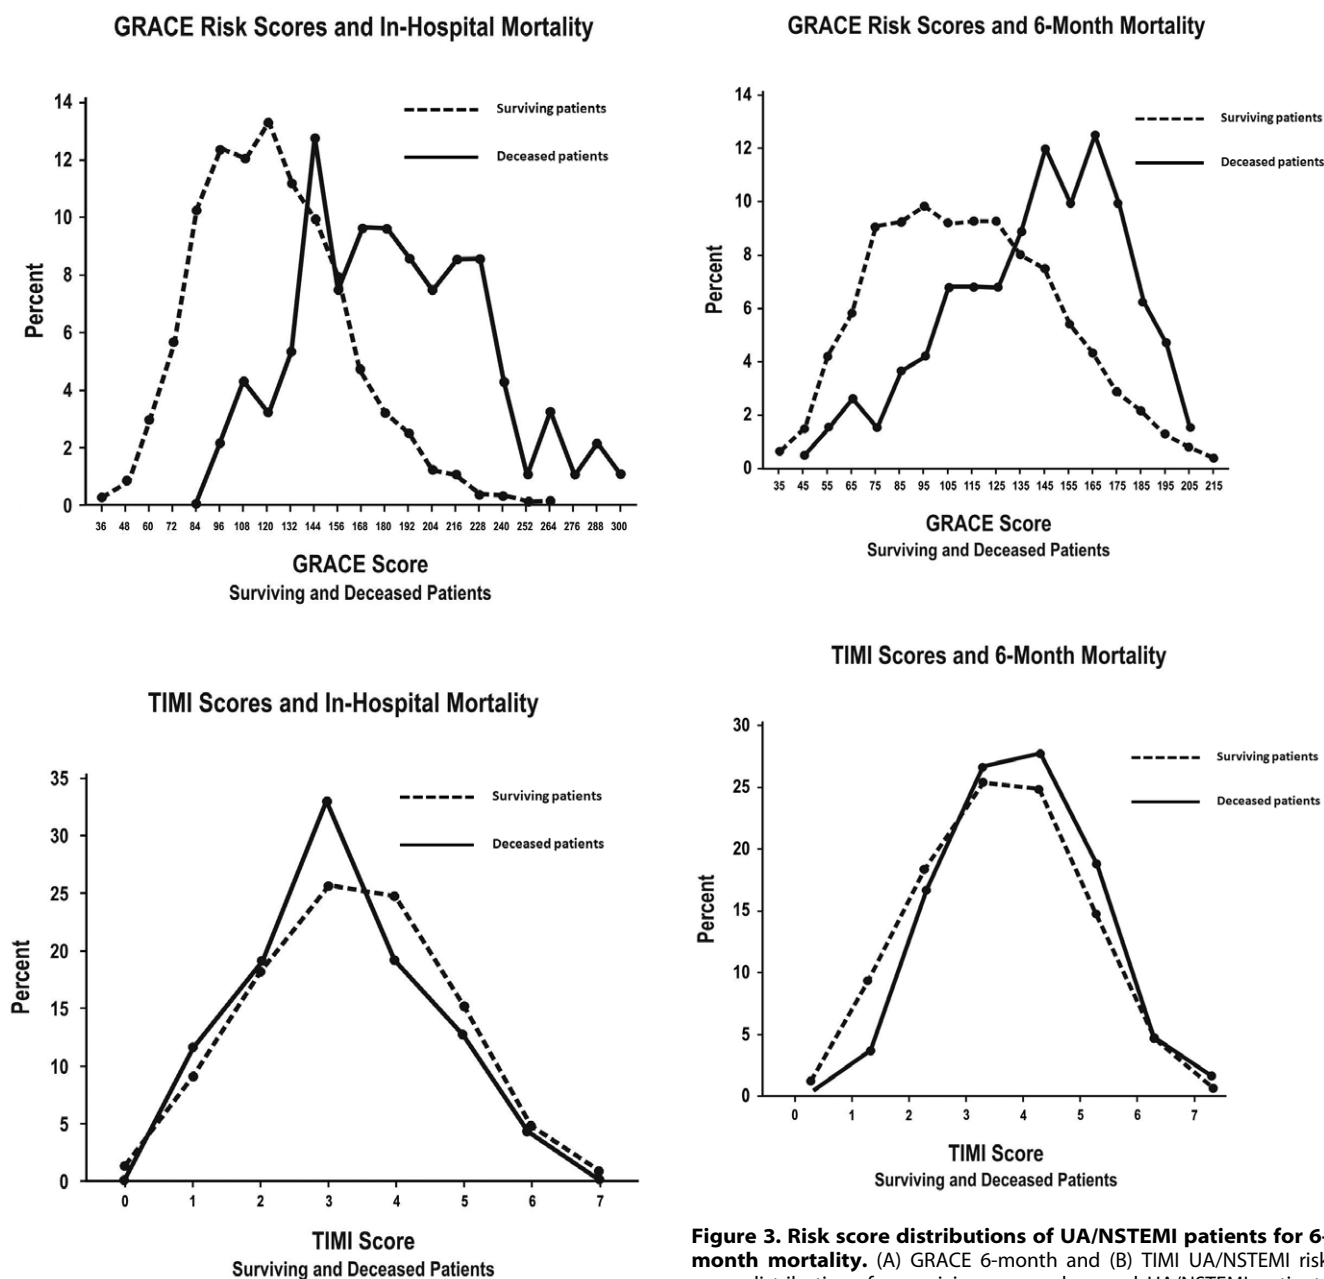 GRACE Risk Scores and In-Hospital Mortality
14
12
10
8
6
4
2
0
Percent
Surviving patients
Deceased patients
36 48 60 72 84 96 108 120 132 144 156 168 180 192 204 216 228 240 252 264 276 288 300
GRACE Score
Surviving and Deceased Patients
GRACE Risk Scores and 6-Month Mortality
14
12
10
8
6
4
2
0
Percent
Surviving patients
Deceased patients
35 45 55 65 75 85 95 105 115 125 135 145 155 165 175 185 195 205 215
GRACE Score
Surviving and Deceased Patients
TIMI Scores and In-Hospital Mortality
35
30
25
20
15
10
5
0
Percent
Surviving patients
Deceased patients
0 1 2 3 4 5 6 7
TIMI Score
Surviving and Deceased Patients
TIMI Scores and 6-Month Mortality
30
25
20
15
10
5
0
Percent
Surviving patients
Deceased patients
0 1 2 3 4 5 6 7
TIMI Score
Surviving and Deceased Patients
Figure 3. Risk score distributions of UA/NSTEMI patients for 6-
month mortality. (A) GRACE 6-month and (B) TIMI UA/NSTEMI risk